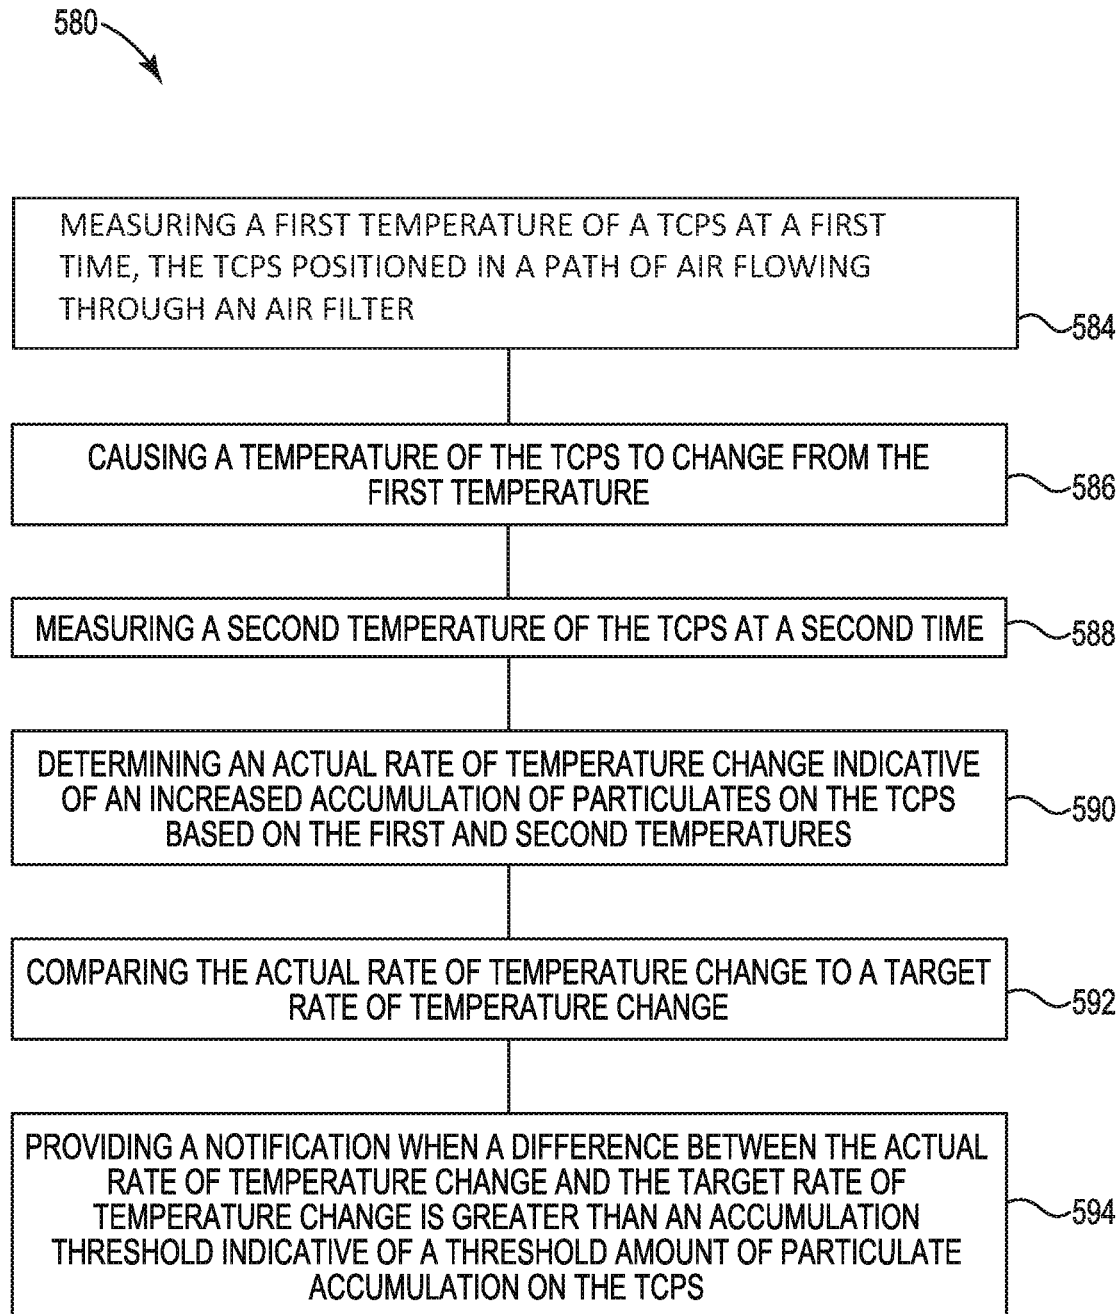 580
MEASURING A FIRST TEMPERATURE OF A TCPS AT A FIRST
TIME, THE TCPS POSITIONED IN A PATH OF AIR FLOWING
THROUGH AN AIR FILTER
584
CAUSING A TEMPERATURE OF THE TCPS TO CHANGE FROM THE
FIRST TEMPERATURE
586
MEASURING A SECOND TEMPERATURE OF THE TCPS AT A SECOND TIME
588
DETERMINING AN ACTUAL RATE OF TEMPERATURE CHANGE INDICATIVE
OF AN INCREASED ACCUMULATION OF PARTICULATES ON THE TCPS
BASED ON THE FIRST AND SECOND TEMPERATURES
590
COMPARING THE ACTUAL RATE OF TEMPERATURE CHANGE TO A TARGET
RATE OF TEMPERATURE CHANGE
592
PROVIDING A NOTIFICATION WHEN A DIFFERENCE BETWEEN THE ACTUAL
RATE OF TEMPERATURE CHANGE AND THE TARGET RATE OF
TEMPERATURE CHANGE IS GREATER THAN AN ACCUMULATION
THRESHOLD INDICATIVE OF A THRESHOLD AMOUNT OF PARTICULATE
ACCUMULATION ON THE TCPS
594